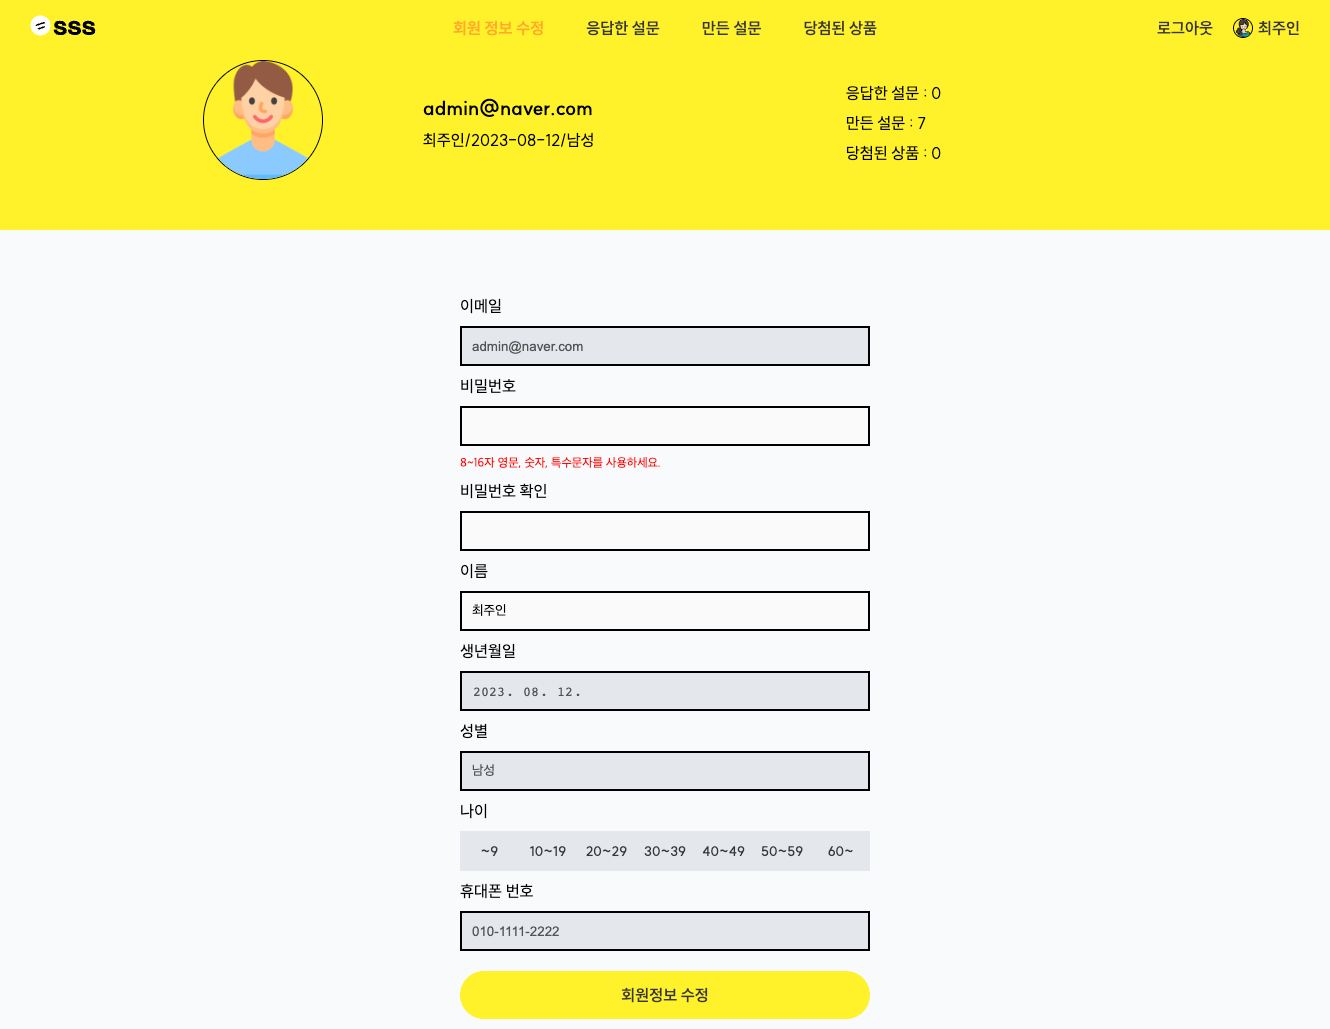 sss
회원 정보 수정 응답한 설문 만든 설문 당첨된 상품
로그아웃 최주인
admin@naver.com
최주인/2023-08-12/남성
응답한 설문 : 0
만든 설문 : 7
당첨된 상품 : 0
이메일
admin@naver.com
비밀번호
8~16자 영문, 숫자, 특수문자를 사용하세요.
비밀번호 확인
이름
최주인
생년월일
2023. 08. 12.
성별
남성
나이
~9 10~19 20~29 30~39 40~49 50~59 60~
휴대폰 번호
010-1111-2222
회원정보 수정